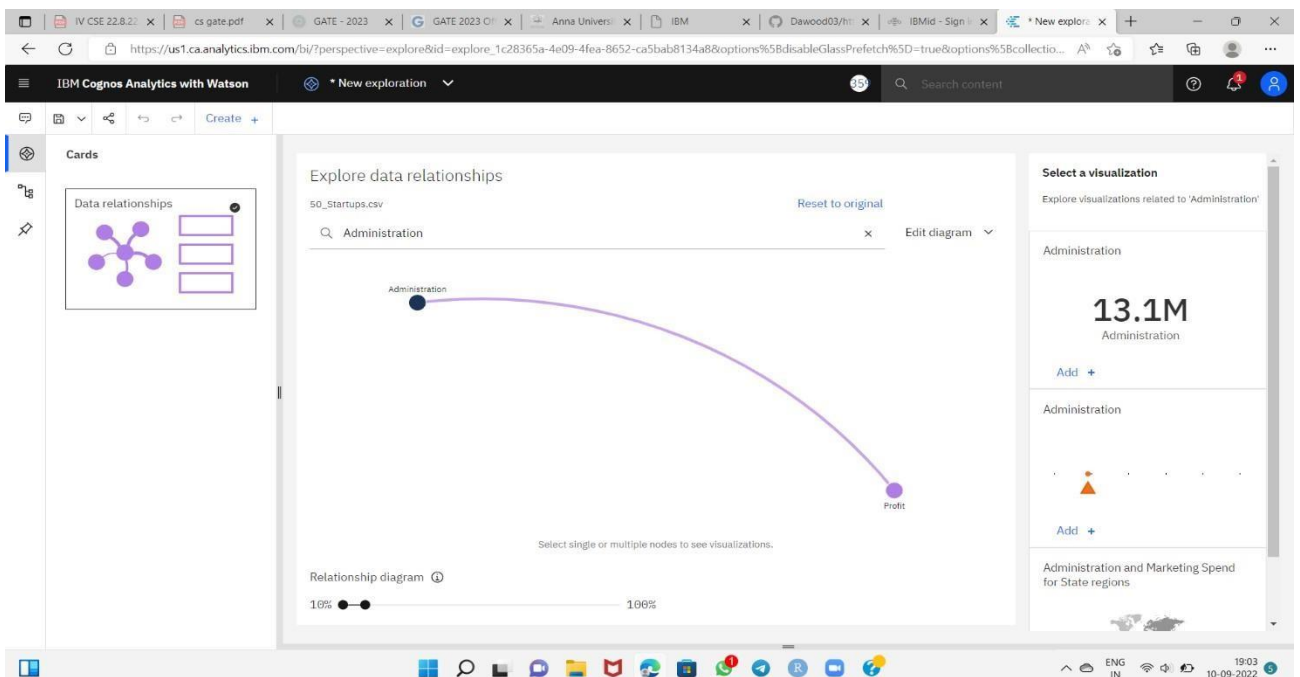 IV CSE 22.8.22
cs gate.pdf
GATE - 2023
GATE 2023 Of
Anna Universi
IBM
Dawood03/ht
IBMid - Sign i
* New explora
https://us1.ca.analytics.ibm.com/bi/?perspective=explore&id=explore_1c28365a-4e09-4fea-8652-ca5bab8134a8&options%5BdisableGlassPrefetch%5D=true&options%5Bcollectio...
IBM Cognos Analytics with Watson
* New exploration
Search content
1
Create +
Cards
Data relationships
Explore data relationships
50_Startups.csv
Reset to original
Administration
Edit diagram
Administration
Profit
Select single or multiple nodes to see visualizations.
Relationship diagram
10%
100%
Select a visualization
Explore visualizations related to 'Administration'
Administration
13.1M
Administration
Add +
Administration
Add +
Administration and Marketing Spend
for State regions
ENG
IN
19:03
10-09-2022
5